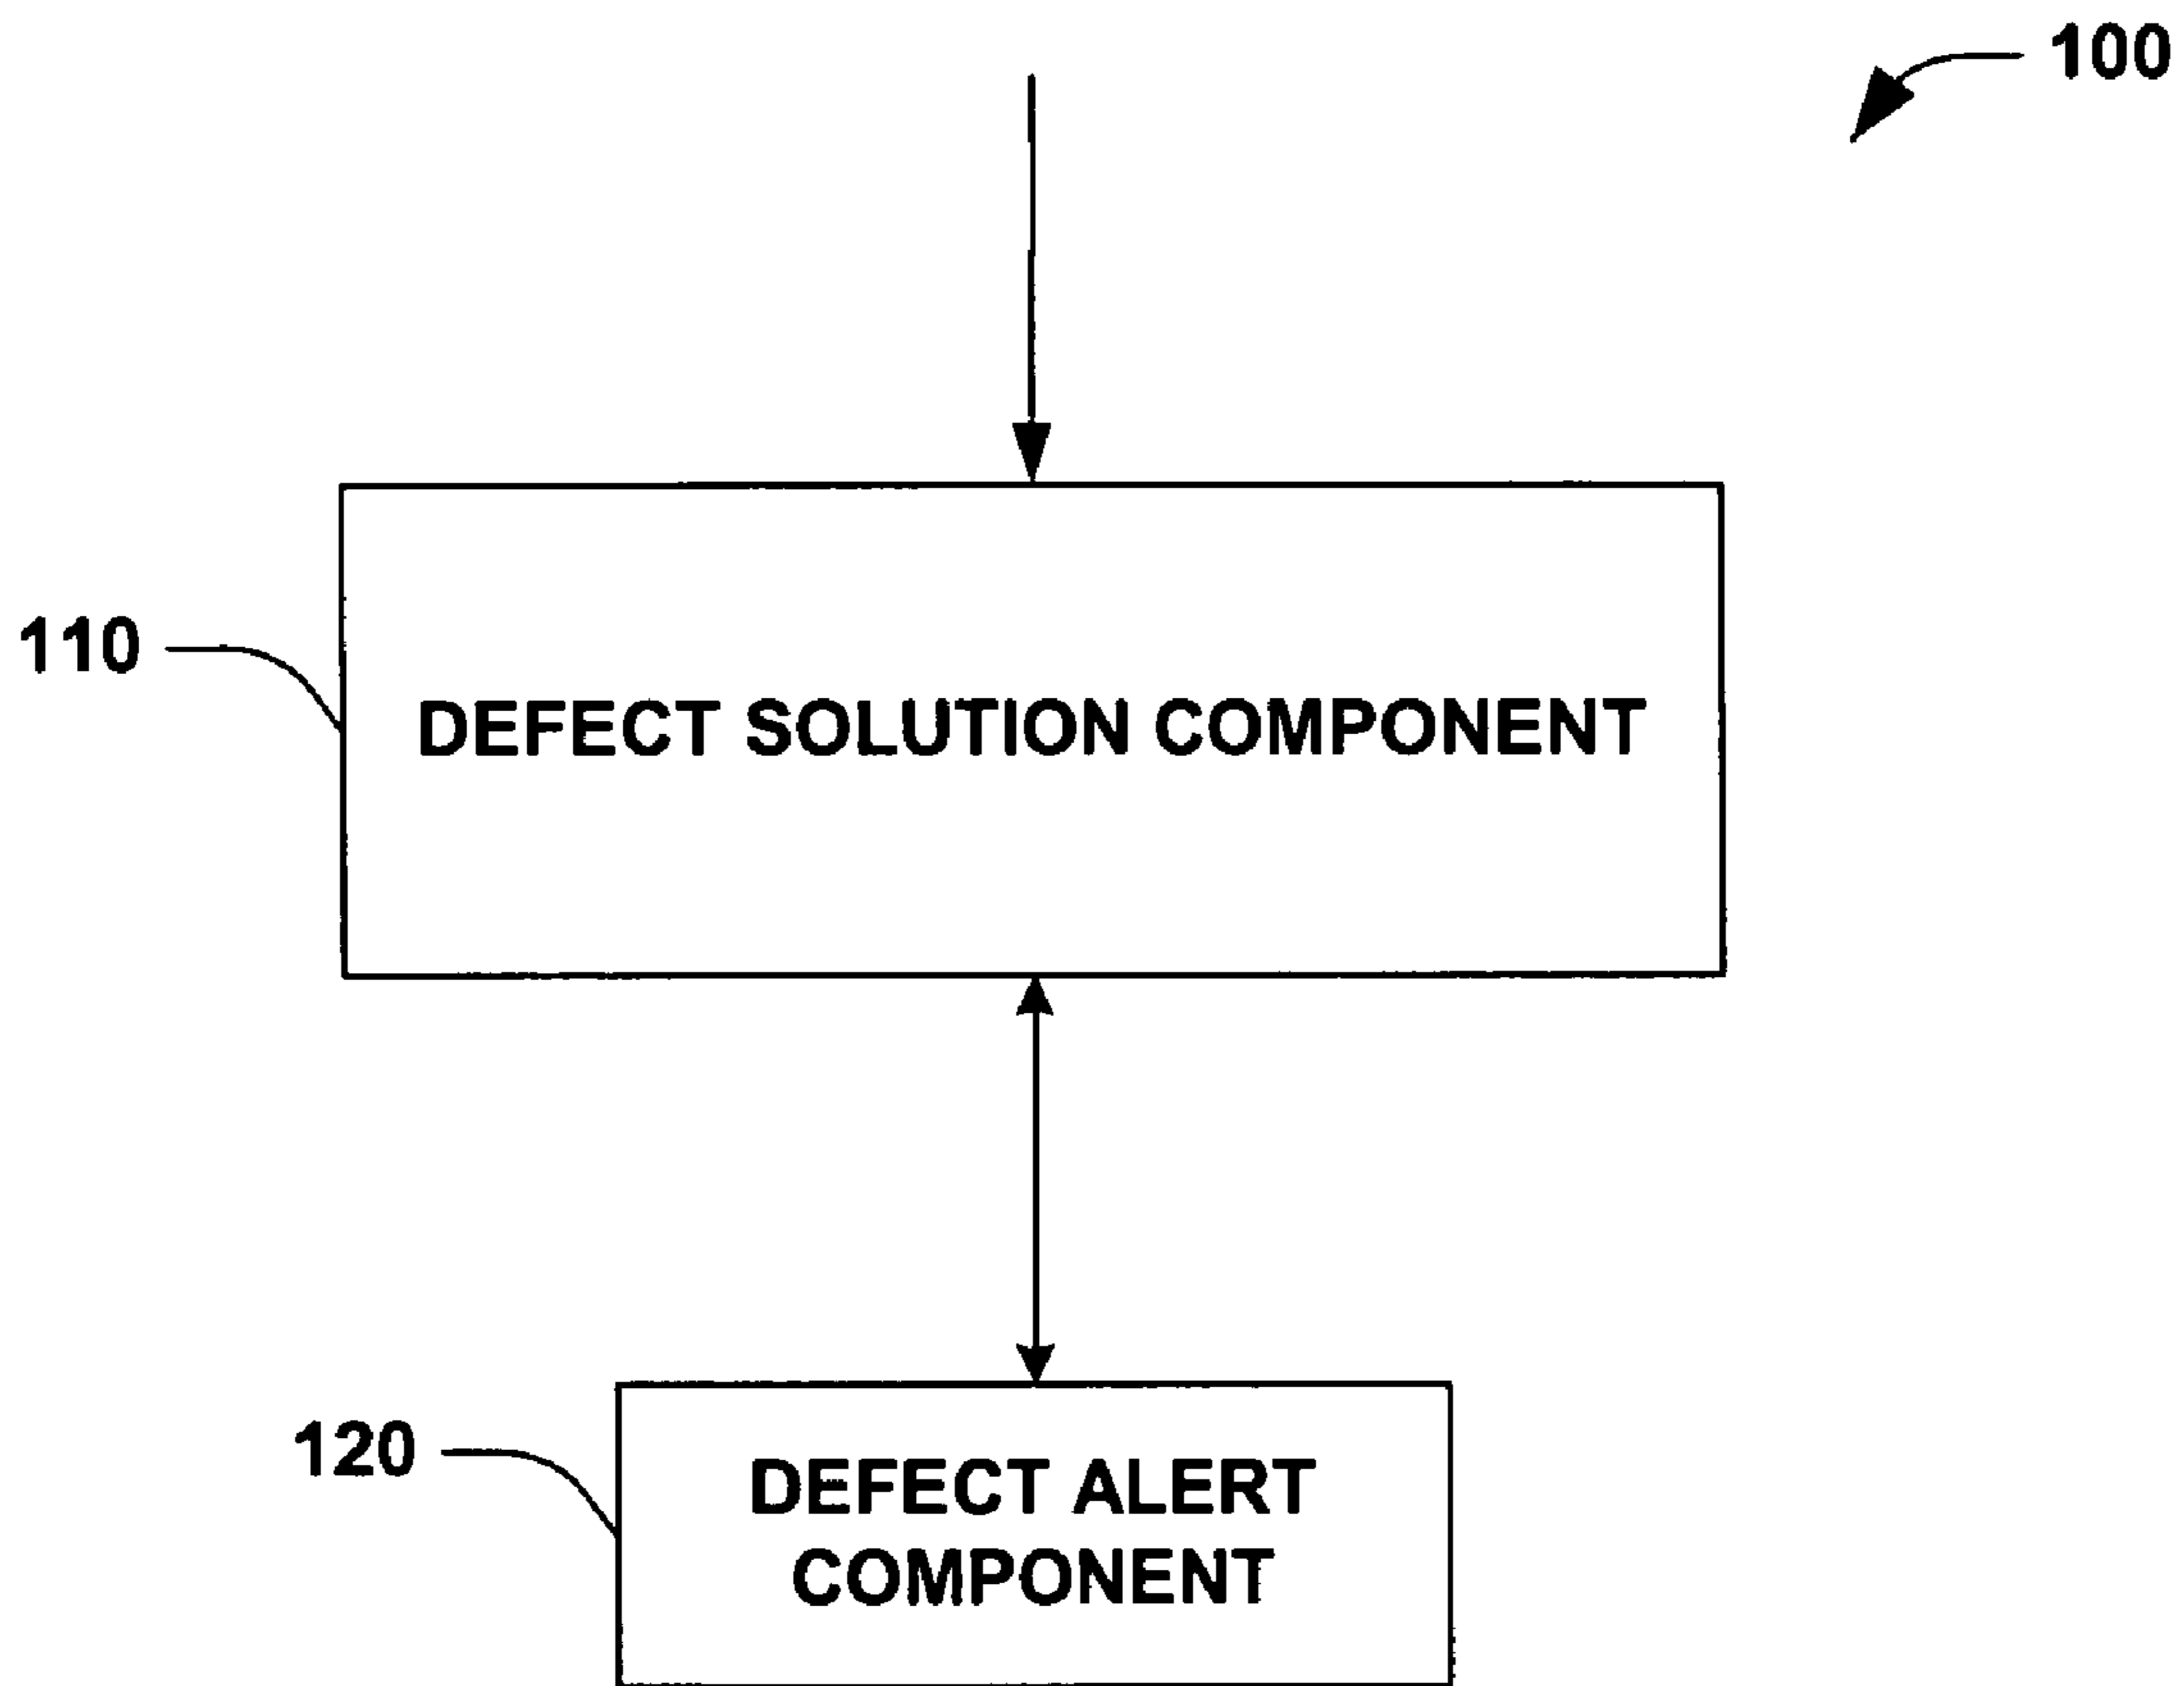 100
110
DEFECT SOLUTION COMPONENT
120
DEFECT ALERT
COMPONENT